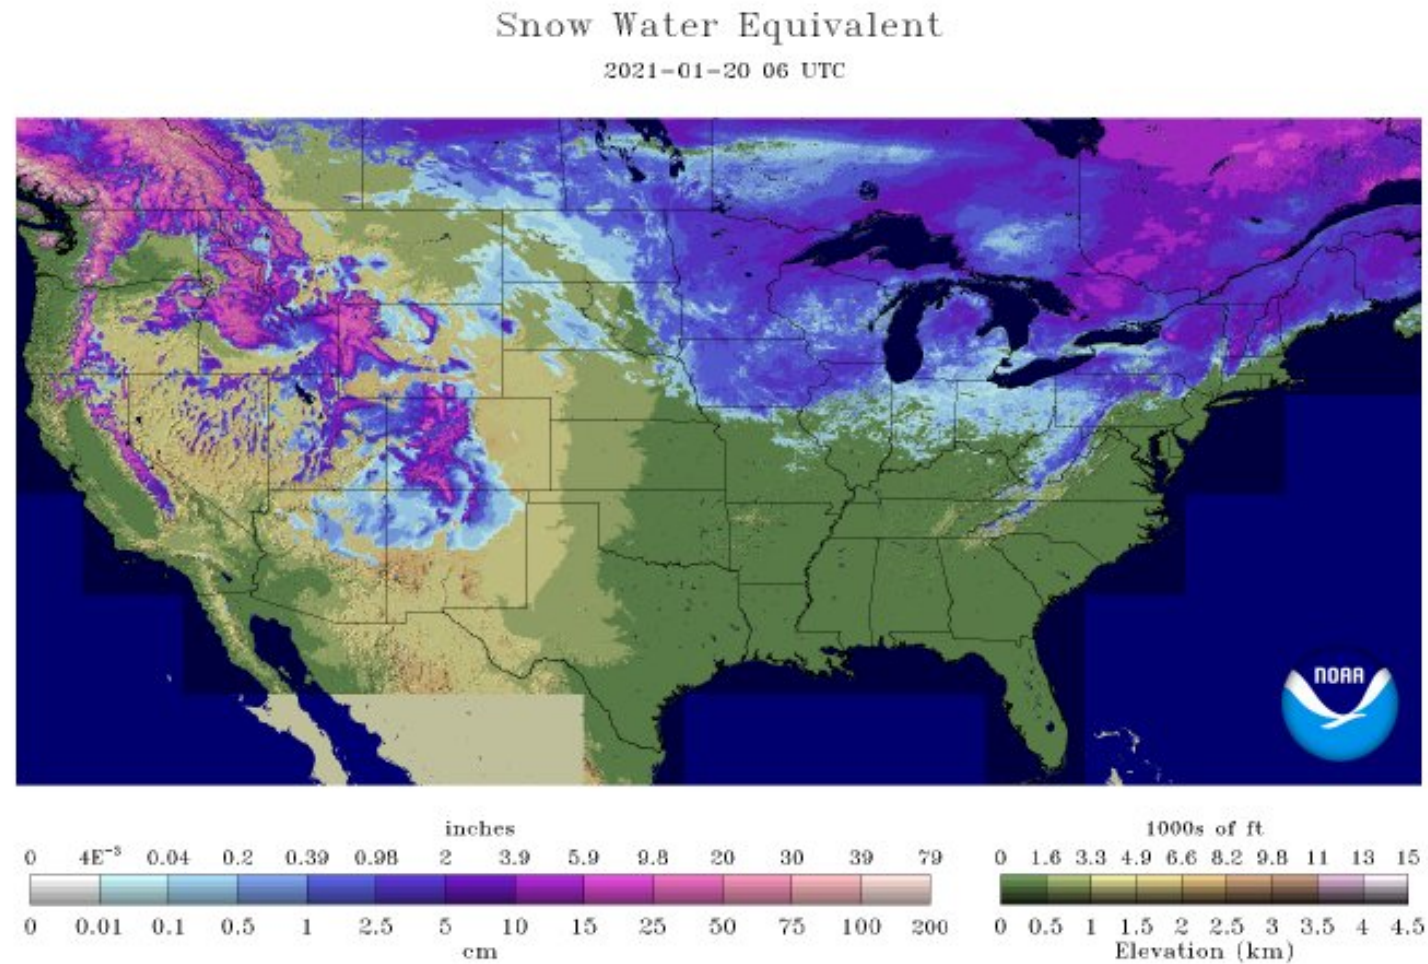 Snow Water Equivalent
2021-01-20 06 UTC
NOAA
inches
0 4E⁻³ 0.04 0.2 0.39 0.98 2 3.9 5.9 9.8 20 30 39 79
0 0.01 0.1 0.5 1 2.5 5 10 15 25 50 75 100 200
cm
1000s of ft
0 1.6 3.3 4.9 6.6 8.2 9.8 11 13 15
0 0.5 1 1.5 2 2.5 3 3.5 4 4.5
Elevation (km)